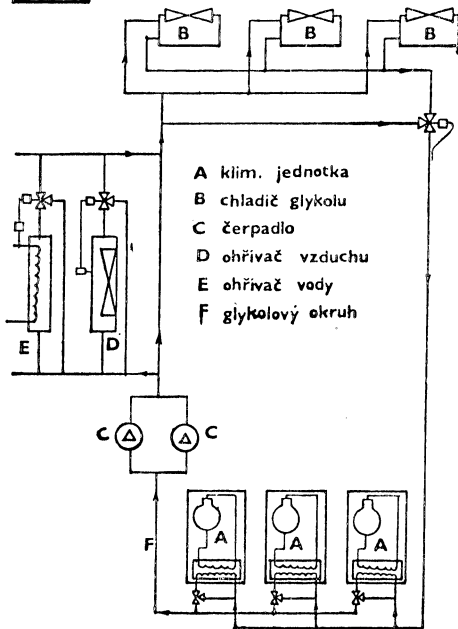 B B B
A klim. jednotka
B chladič glykolu
C čerpadlo
D ohřívač vzduchu
E ohřívač vody
F glykolový okruh
E D
C C
F
A A A